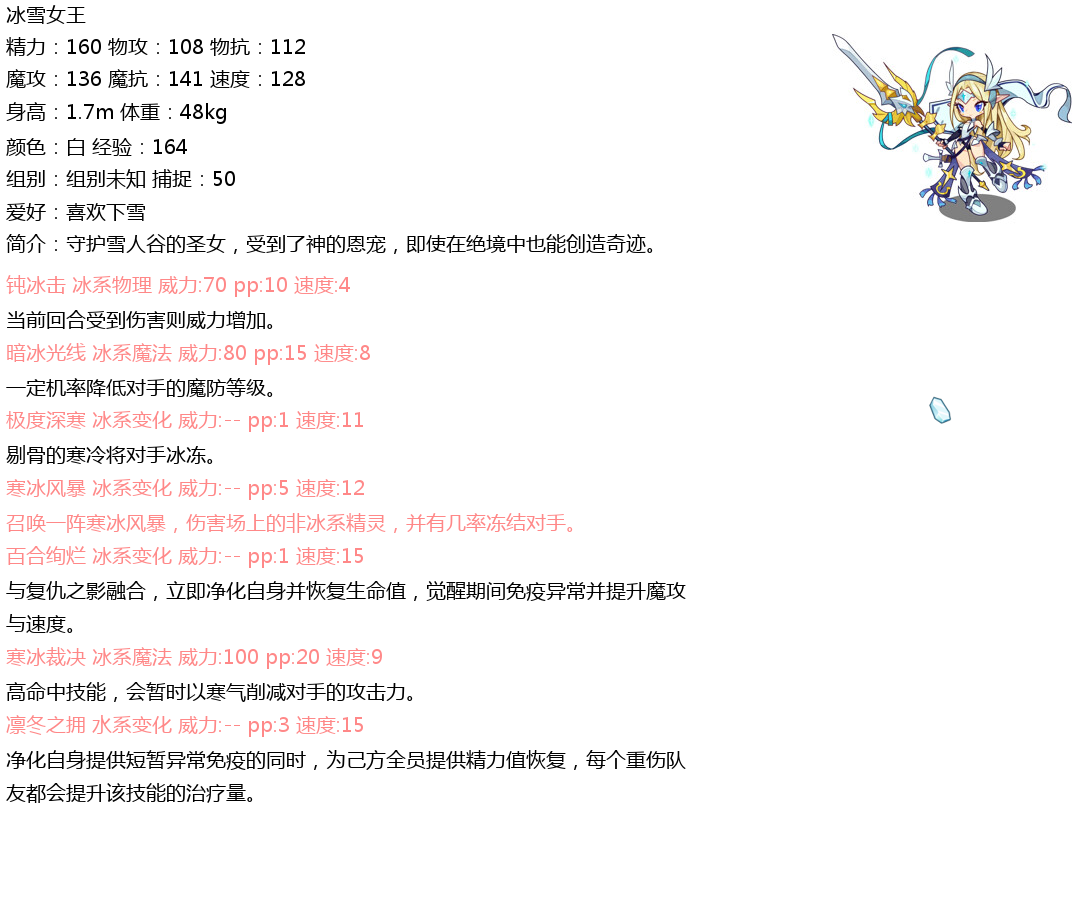 冰雪女王
精力：160 物攻：108 物抗：112
魔攻：136 魔抗：141 速度：128
身高：1.7m 体重：48kg
颜色：白 经验：164
组别：组别未知 捕捉：50
爱好：喜欢下雪
简介：守护雪人谷的圣女，受到了神的恩宠，即使在绝境中也能创造奇迹。
钝冰击 冰系物理 威力:70 pp:10 速度:4
当前回合受到伤害则威力增加。
暗冰光线 冰系魔法 威力:80 pp:15 速度:8
一定机率降低对手的魔防等级。
极度深寒 冰系变化 威力:-- pp:1 速度:11
剔骨的寒冷将对手冰冻。
寒冰风暴 冰系变化 威力:-- pp:5 速度:12
召唤一阵寒冰风暴，伤害场上的非冰系精灵，并有几率冻结对手。
百合绚烂 冰系变化 威力:-- pp:1 速度:15
与复仇之影融合，立即净化自身并恢复生命值，觉醒期间免疫异常并提升魔攻
与速度。
寒冰裁决 冰系魔法 威力:100 pp:20 速度:9
高命中技能，会暂时以寒气削减对手的攻击力。
凛冬之拥 水系变化 威力:-- pp:3 速度:15
净化自身提供短暂异常免疫的同时，为己方全员提供精力值恢复，每个重伤队
友都会提升该技能的治疗量。